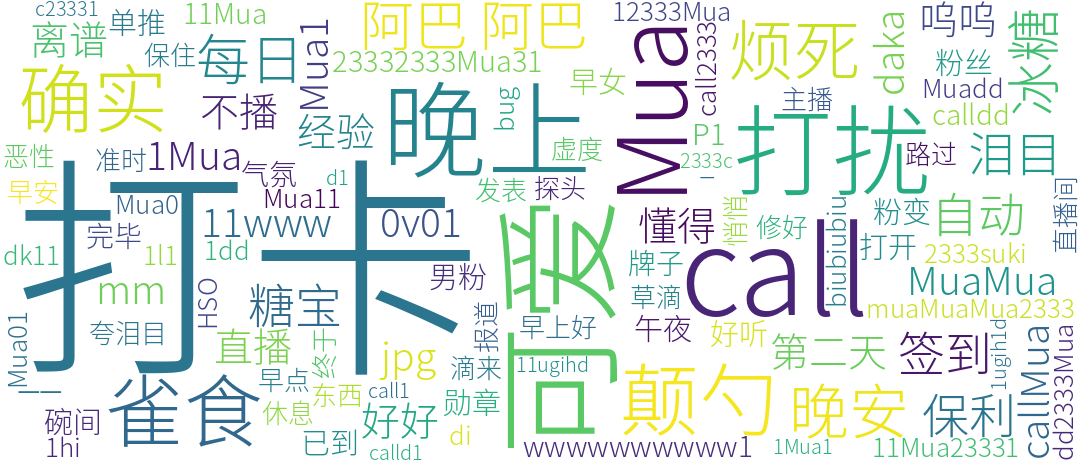 c23331
单推
11Mua
阿巴
阿巴
12333Mua
呜呜
离谱
保住
每日
Mua1
23332333Mua31
早女
Mua
call2333
烦死
daka
粉丝
冰糖
确实
不播
经验
晚上
bug
主播
Muadd
calldd
恶性
准时
1Mua
气氛
虚度
P1
2333c
打扰
路过
泪目
早安
Mua0
打卡
Mua11
d1
发表
探头
一
直播间
完毕
11www
0v01
可爱
懂得
悄悄
修好
biubiubiu
粉变
自动
dk11
1l1
1dd
男粉
call
牌子
打开
2333suki
mm
HSO
糖宝
草滴
MuaMua
muaMuaMua2333
Mua01
夸泪目
直播
终于
报道
早上好
午夜
好听
第二天
签到
1ugih1d
callMua
dd2333Mua
jpg
滴来
11ugihd
一一
雀食
早点
东西
call1
颠勺
晚安
保利
碗间
休息
好好
勋章
1hi
已到
calld1
di
wwwwwwwwww1
1Mua1
11Mua23331